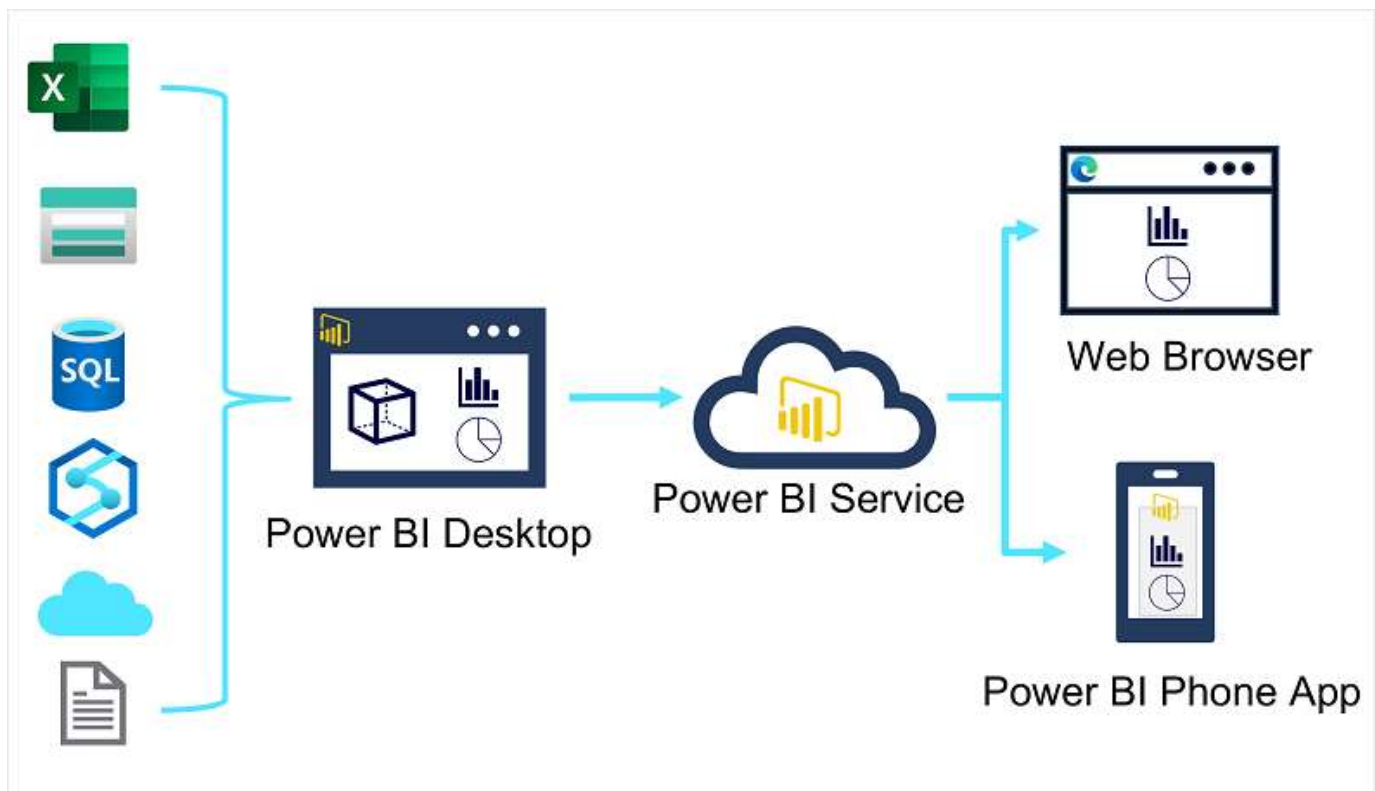 X
SQL
Web Browser
Power BI Desktop
Power BI Service
Power BI Phone App